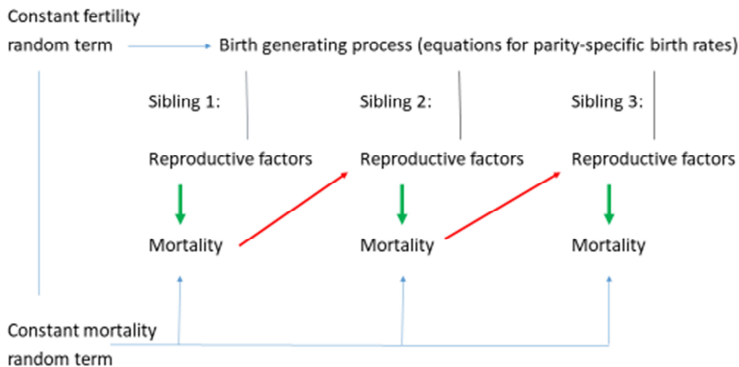 Constant fertility
random term
Birth generating process (equations for parity-specific birth rates)
Sibling 1:
Sibling 2:
Sibling 3:
Reproductive factors
Reproductive factors
Reproductive factors
Mortality
Mortality
Mortality
Constant mortality
random term